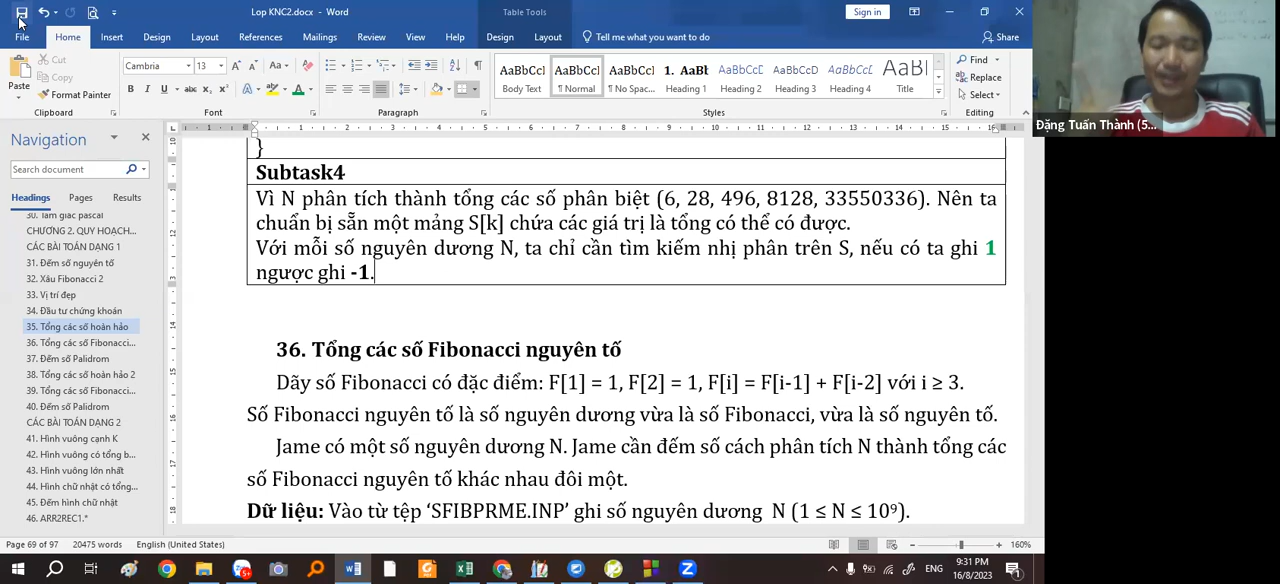 Lop KNC2.docx - Word
Table Tools
Sign in
File
Home
Insert
Design
Layout
References
Mailings
Review
View
Help
Design
Layout
Tell me what you want to do
Share
Paste
Cut
Copy
Format Painter
Clipboard
Cambria
13
Font
Paragraph
AaBbCcI
Body Text
AaBbCcI
¶ Normal
AaBbCcI
¶ No Spac...
1. AaBb
Heading 1
AaBbCcD
Heading 2
AaBbCcD
Heading 3
AaBbCcD
Heading 4
AaBl
Title
Styles
Find
Replace
Select
Editing
Đặng Tuấn Thành (5...
Navigation
Search document
Headings
Pages
Results
30. Tam giác pascal
CHƯƠNG 2. QUY HOẠCH...
CÁC BÀI TOÁN DẠNG 1
31. Đếm số nguyên tố
32. Xâu Fibonacci 2
33. Vị trí đẹp
34. Đầu tư chứng khoán
35. Tổng các số hoàn hảo
36. Tổng các số Fibonacci...
37. Đếm số Palidrom
38. Tổng các số hoàn hảo 2
39. Tổng các số Fibonacci...
40. Đếm số Palidrom
CÁC BÀI TOÁN DẠNG 2
41. Hình vuông cạnh K
42. Hình vuông có tổng b...
43. Hình vuông lớn nhất
44. Hình chữ nhật có tổng...
45. Đếm hình chữ nhật
46. ARR2REC1.*
}
Subtask4
Vì N phân tích thành tổng các số phân biệt (6, 28, 496, 8128, 33550336). Nên ta
chuẩn bị sẵn một mảng S[k] chứa các giá trị là tổng có thể có được.
Với mỗi số nguyên dương N, ta chỉ cần tìm kiếm nhị phân trên S, nếu có ta ghi 1
ngược ghi -1.
36. Tổng các số Fibonacci nguyên tố
Dãy số Fibonacci có đặc điểm: F[1] = 1, F[2] = 1, F[i] = F[i-1] + F[i-2] với i ≥ 3.
Số Fibonacci nguyên tố là số nguyên dương vừa là số Fibonacci, vừa là số nguyên tố.
Jame có một số nguyên dương N. Jame cần đếm số cách phân tích N thành tổng các
số Fibonacci nguyên tố khác nhau đôi một.
Dữ liệu: Vào từ tệp ‘SFIBPRME.INP’ ghi số nguyên dương N (1 ≤ N ≤ 10⁹).
Page 69 of 97
20475 words
English (United States)
160%
ENG
9:31 PM
16/8/2023